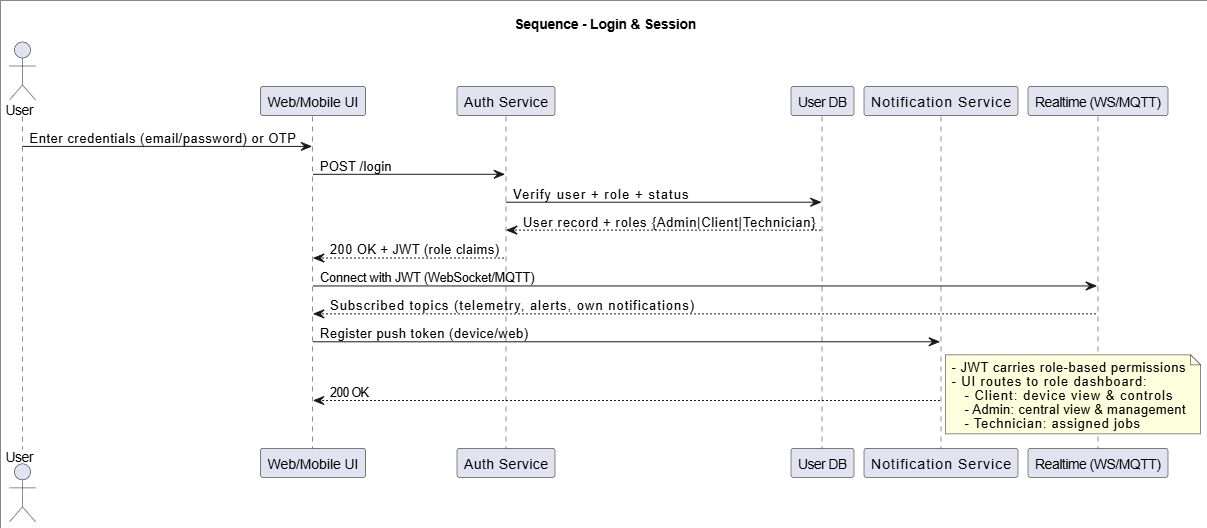 Sequence - Login & Session
User
Web/Mobile UI
Auth Service
User DB
Notification Service
Realtime (WS/MQTT)
Enter credentials (email/password) or OTP
POST /login
Verify user + role + status
User record + roles {Admin|Client|Technician}
200 OK + JWT (role claims)
Connect with JWT (WebSocket/MQTT)
Subscribed topics (telemetry, alerts, own notifications)
Register push token (device/web)
- JWT carries role-based permissions
- UI routes to role dashboard:
- Client: device view & controls
- Admin: central view & management
- Technician: assigned jobs
200 OK
User
Web/Mobile UI
Auth Service
User DB
Notification Service
Realtime (WS/MQTT)